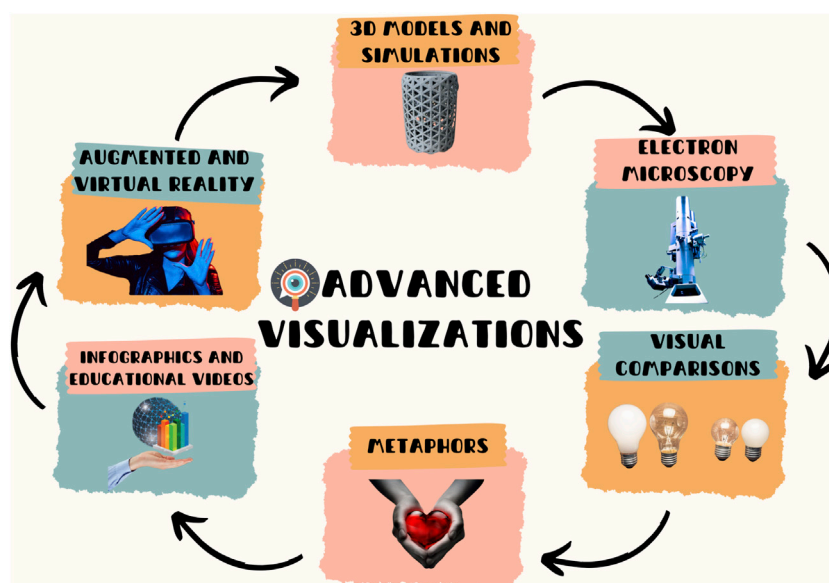 3D MODELS AND
SIMULATIONS
ELECTRON
MICROSCOPY
VISUAL
COMPARISONS
METAPHORS
INFOGRAPHICS AND
EDUCATIONAL VIDEOS
AUGMENTED AND
VIRTUAL REALITY
ADVANCED
VISUALIZATIONS